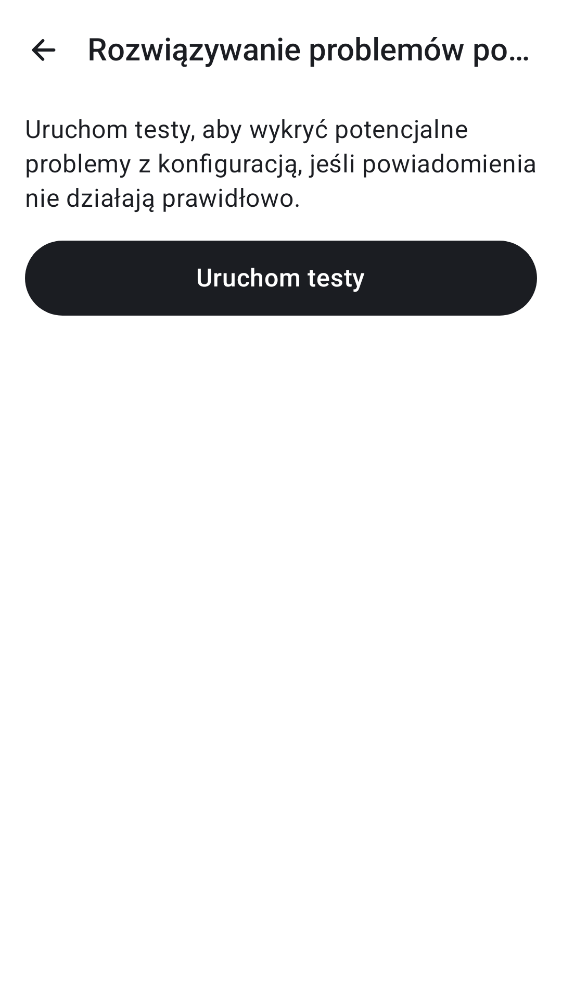 Rozwiązywanie problemów po...
Uruchom testy, aby wykryć potencjalne
problemy z konfiguracją, jeśli powiadomienia
nie działają prawidłowo.
Uruchom testy